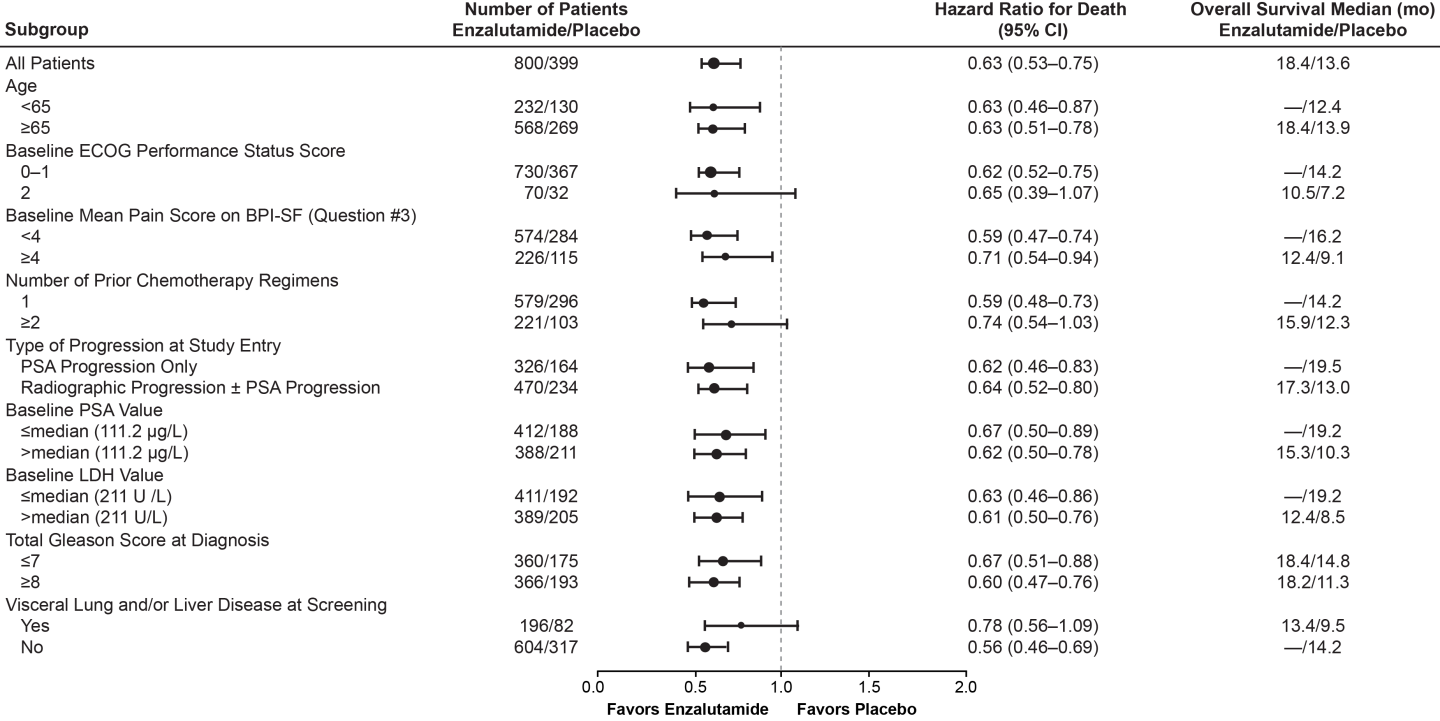 Number of Patients Hazard Ratio for Death Overall Survival Median (mo)
Subgroup Enzalutamide/Placebo (95% CI) Enzalutamide/Placebo
All Patients 800/399 0.63 (0.53–0.75) 18.4/13.6
Age
<65 232/130 0.63 (0.46–0.87) —/12.4
≥65 568/269 0.63 (0.51–0.78) 18.4/13.9
Baseline ECOG Performance Status Score
0–1 730/367 0.62 (0.52–0.75) —/14.2
2 70/32 0.65 (0.39–1.07) 10.5/7.2
Baseline Mean Pain Score on BPI-SF (Question #3)
<4 574/284 0.59 (0.47–0.74) —/16.2
≥4 226/115 0.71 (0.54–0.94) 12.4/9.1
Number of Prior Chemotherapy Regimens
1 579/296 0.59 (0.48–0.73) —/14.2
≥2 221/103 0.74 (0.54–1.03) 15.9/12.3
Type of Progression at Study Entry
PSA Progression Only 326/164 0.62 (0.46–0.83) —/19.5
Radiographic Progression ± PSA Progression 470/234 0.64 (0.52–0.80) 17.3/13.0
Baseline PSA Value
≤median (111.2 µg/L) 412/188 0.67 (0.50–0.89) —/19.2
>median (111.2 µg/L) 388/211 0.62 (0.50–0.78) 15.3/10.3
Baseline LDH Value
≤median (211 U /L) 411/192 0.63 (0.46–0.86) —/19.2
>median (211 U/L) 389/205 0.61 (0.50–0.76) 12.4/8.5
Total Gleason Score at Diagnosis
≤7 360/175 0.67 (0.51–0.88) 18.4/14.8
≥8 366/193 0.60 (0.47–0.76) 18.2/11.3
Visceral Lung and/or Liver Disease at Screening
Yes 196/82 0.78 (0.56–1.09) 13.4/9.5
No 604/317 0.56 (0.46–0.69) —/14.2
0.0 0.5 1.0 1.5 2.0
Favors Enzalutamide Favors Placebo